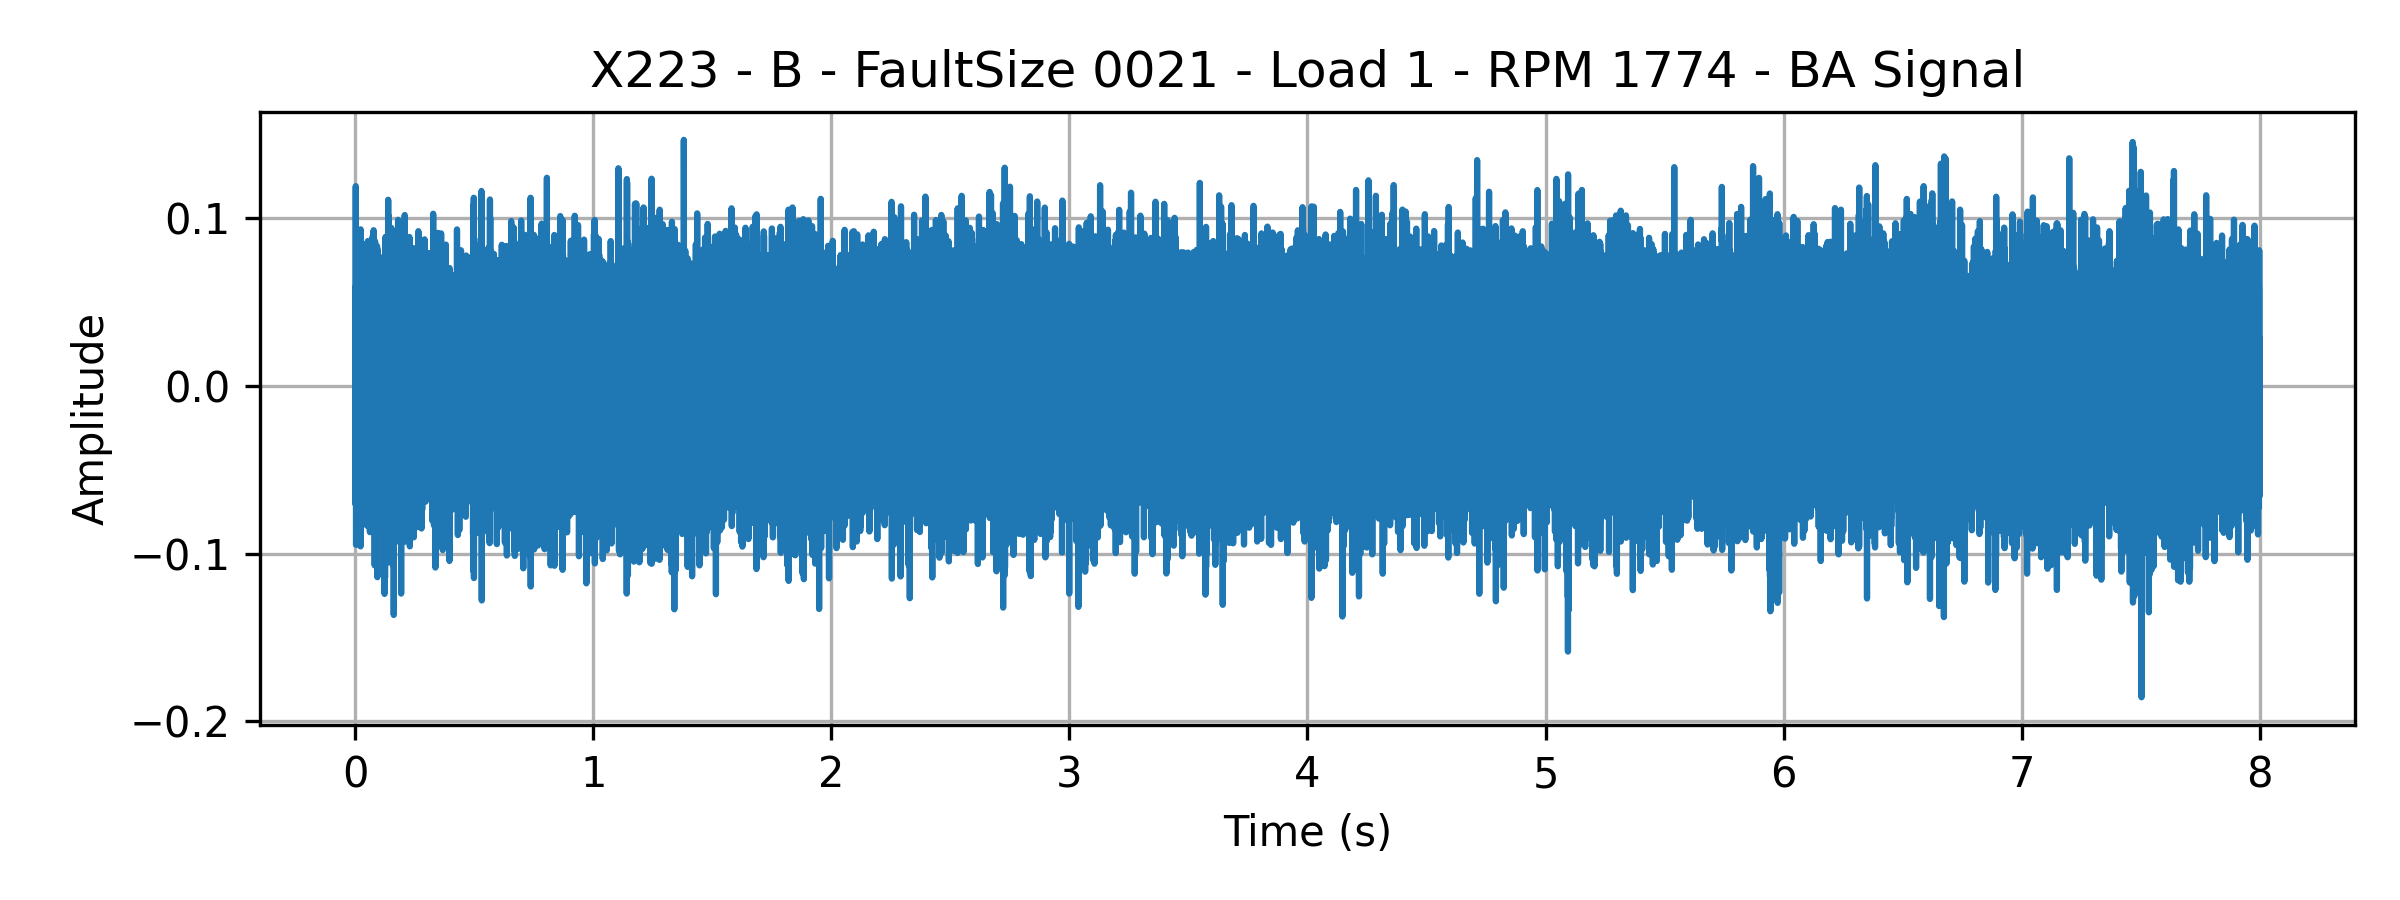 X223 - B - FaultSize 0021 - Load 1 - RPM 1774 - BA Signal
Amplitude
0.1
0.0
−0.1
−0.2
0 1 2 3 4 5 6 7 8
Time (s)